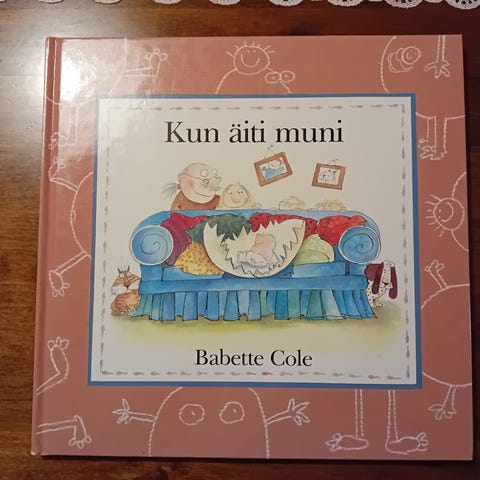 Kun äiti muni
Babette Cole